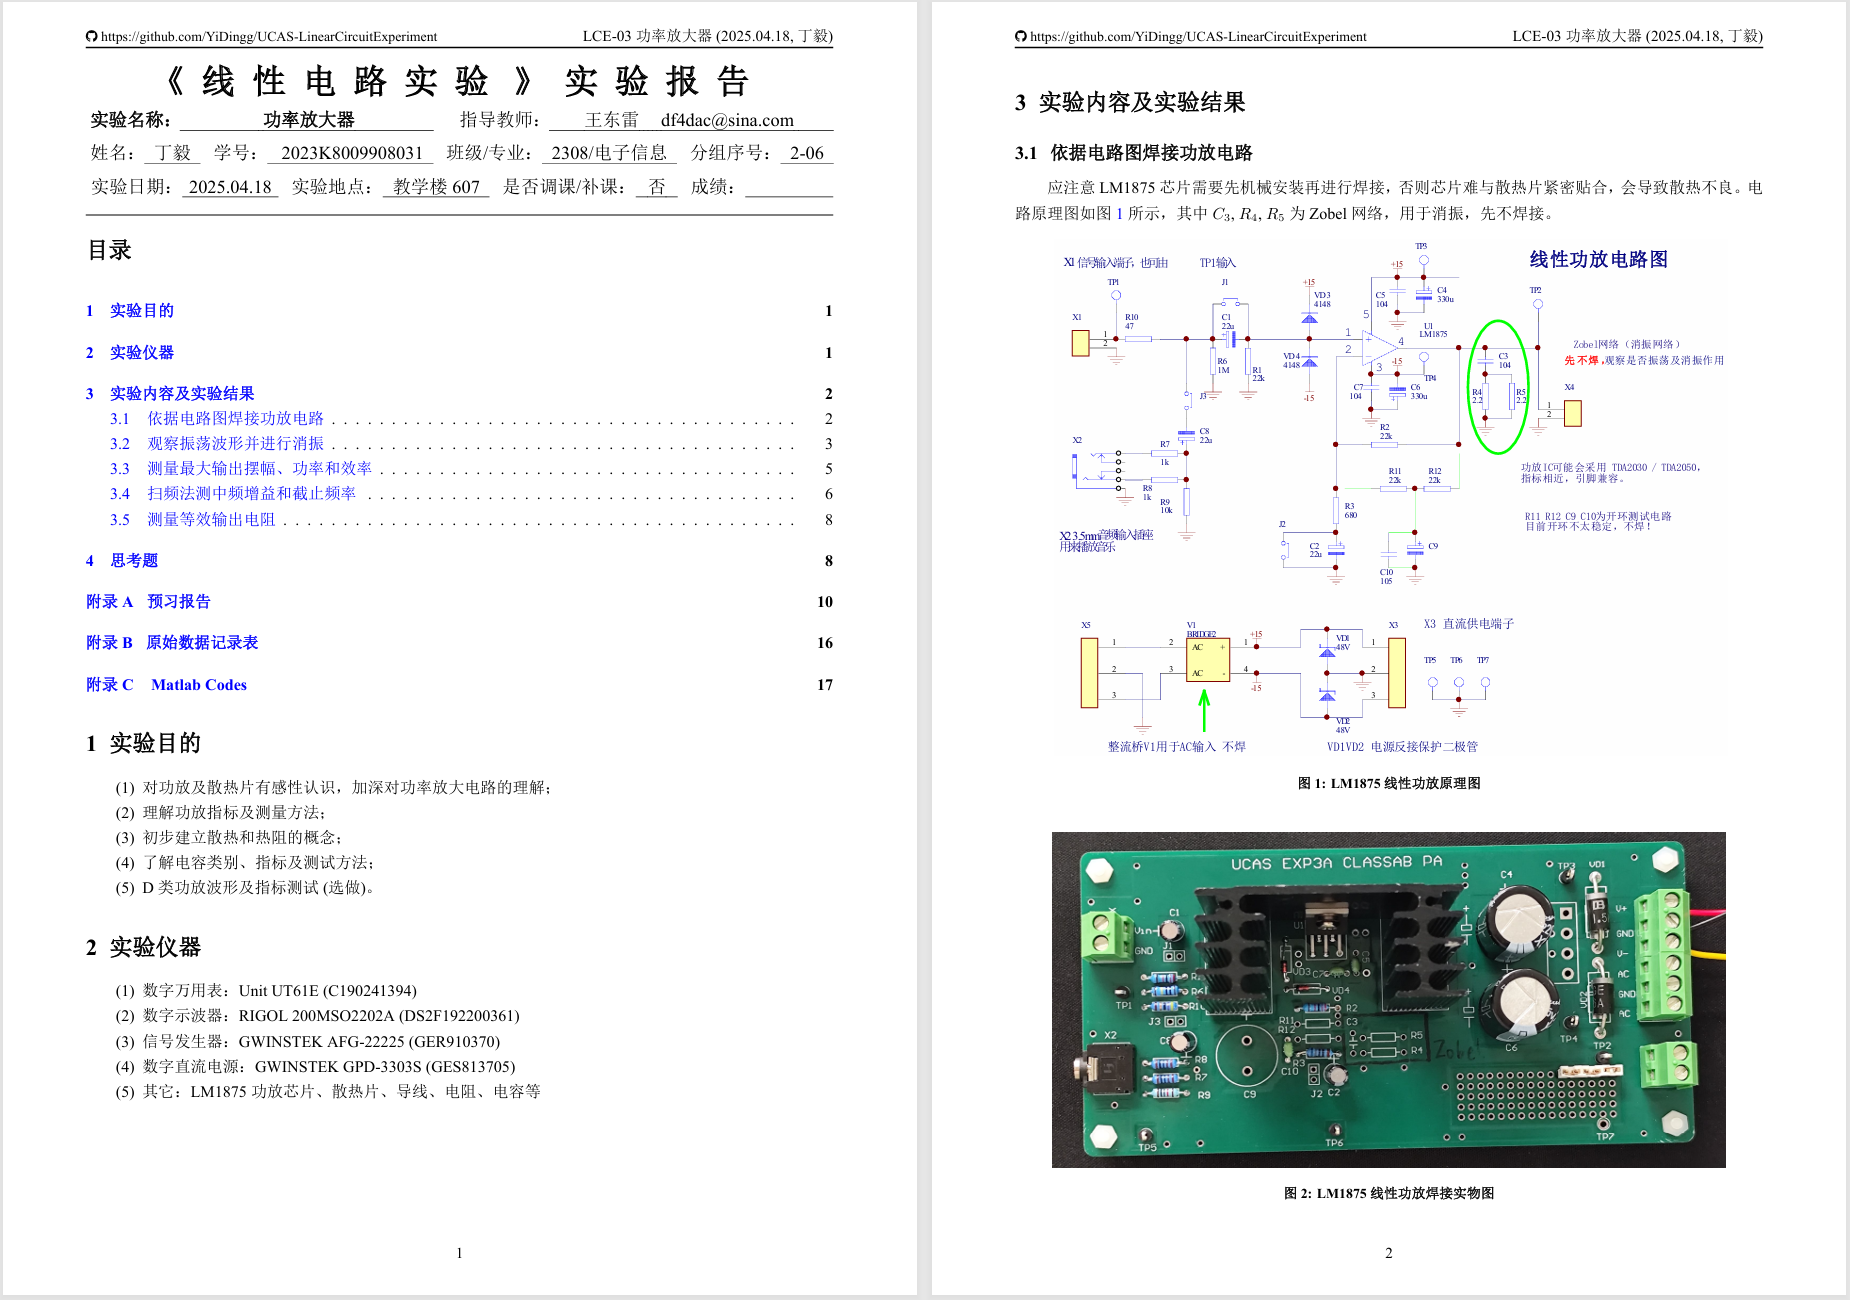 https://github.com/YiDingg/UCAS-LinearCircuitExperiment LCE-03 功率放大器 (2025.04.18, 丁毅)
《 线 性 电 路 实 验 》 实 验 报 告
实验名称： 功率放大器 指导教师： 王东雷 df4dac@sina.com
姓名： 丁毅 学号： 2023K8009908031 班级/专业： 2308/电子信息 分组序号： 2-06
实验日期： 2025.04.18 实验地点： 教学楼 607 是否调课/补课： 否 成绩：
目录
1 实验目的 1
2 实验仪器 1
3 实验内容及实验结果 2
3.1 依据电路图焊接功放电路 . . . . . . . . . . . . . . . . . . . . . . . . . . . . . . . . . . . . . . . 2
3.2 观察振荡波形并进行消振 . . . . . . . . . . . . . . . . . . . . . . . . . . . . . . . . . . . . . . . 3
3.3 测量最大输出摆幅、功率和效率 . . . . . . . . . . . . . . . . . . . . . . . . . . . . . . . . . . . 5
3.4 扫频法测中频增益和截止频率 . . . . . . . . . . . . . . . . . . . . . . . . . . . . . . . . . . . . 6
3.5 测量等效输出电阻 . . . . . . . . . . . . . . . . . . . . . . . . . . . . . . . . . . . . . . . . . . . 8
4 思考题 8
附录 A 预习报告 10
附录 B 原始数据记录表 16
附录 C Matlab Codes 17
1 实验目的
(1) 对功放及散热片有感性认识，加深对功率放大电路的理解；
(2) 理解功放指标及测量方法；
(3) 初步建立散热和热阻的概念；
(4) 了解电容类别、指标及测试方法；
(5) D 类功放波形及指标测试 (选做)。
2 实验仪器
(1) 数字万用表：Unit UT61E (C190241394)
(2) 数字示波器：RIGOL 200MSO2202A (DS2F192200361)
(3) 信号发生器：GWINSTEK AFG-22225 (GER910370)
(4) 数字直流电源：GWINSTEK GPD-3303S (GES813705)
(5) 其它：LM1875 功放芯片、散热片、导线、电阻、电容等
1
https://github.com/YiDingg/UCAS-LinearCircuitExperiment LCE-03 功率放大器 (2025.04.18, 丁毅)
3 实验内容及实验结果
3.1 依据电路图焊接功放电路
应注意 LM1875 芯片需要先机械安装再进行焊接，否则芯片难与散热片紧密贴合，会导致散热不良。电
路原理图如图 1 所示，其中 C3, R4, R5 为 Zobel 网络，用于消振，先不焊接。
线性功放电路图
X1 信号输入端子，也可由 TP1输入
TP3
TP1
J1
+15
+15
VD3
4148
C5
104
C4
330u
TP2
X1
1
2
R10
47
C1
22u
5
1
2
U1
LM1875
4
3
Zobel网络（消振网络）
先不焊，观察是否振荡及消振作用
R6
1M
R1
22k
VD4
4148
-15
-15
TP4
C3
104
C7
104
C6
330u
R4
2.2
R5
2.2
X4
1
2
J3
C8
22u
R2
22k
X2
R7
1k
R8
1k
R9
10k
R11
22k
R12
22k
功放IC可能会采用 TDA2030 / TDA2050，
指标相近，引脚兼容。
R3
680
R11 R12 C9 C10为开环测试电路
目前开环不太稳定，不焊！
X2 3.5mm音频输入插座
用来播放音乐
J2
C2
22u
C9
C10
105
X5
1
2
3
V1
BRIDGE2
2
3
AC +
AC -
1
4
+15
-15
VD1
48V
VD2
48V
X3
1
2
3
X3 直流供电端子
TP5 TP6 TP7
整流桥V1用于AC输入 不焊
VD1VD2 电源反接保护二极管
图 1: LM1875 线性功放原理图
UCAS EXP3A CLASSAB PA
TP3 VD1
C4
C1
Vin
GND
J1
U1
V+
GND
V-
AC
GND
AC
VD3
VD4
TP1
R2
J3
R11
R12
C3
R5
R4
Zobel
X2
R8
R7
R9
C9
R3
C10
J2 C2
C6
TP4
TP2
TP5
TP6
TP7
图 2: LM1875 线性功放焊接实物图
2